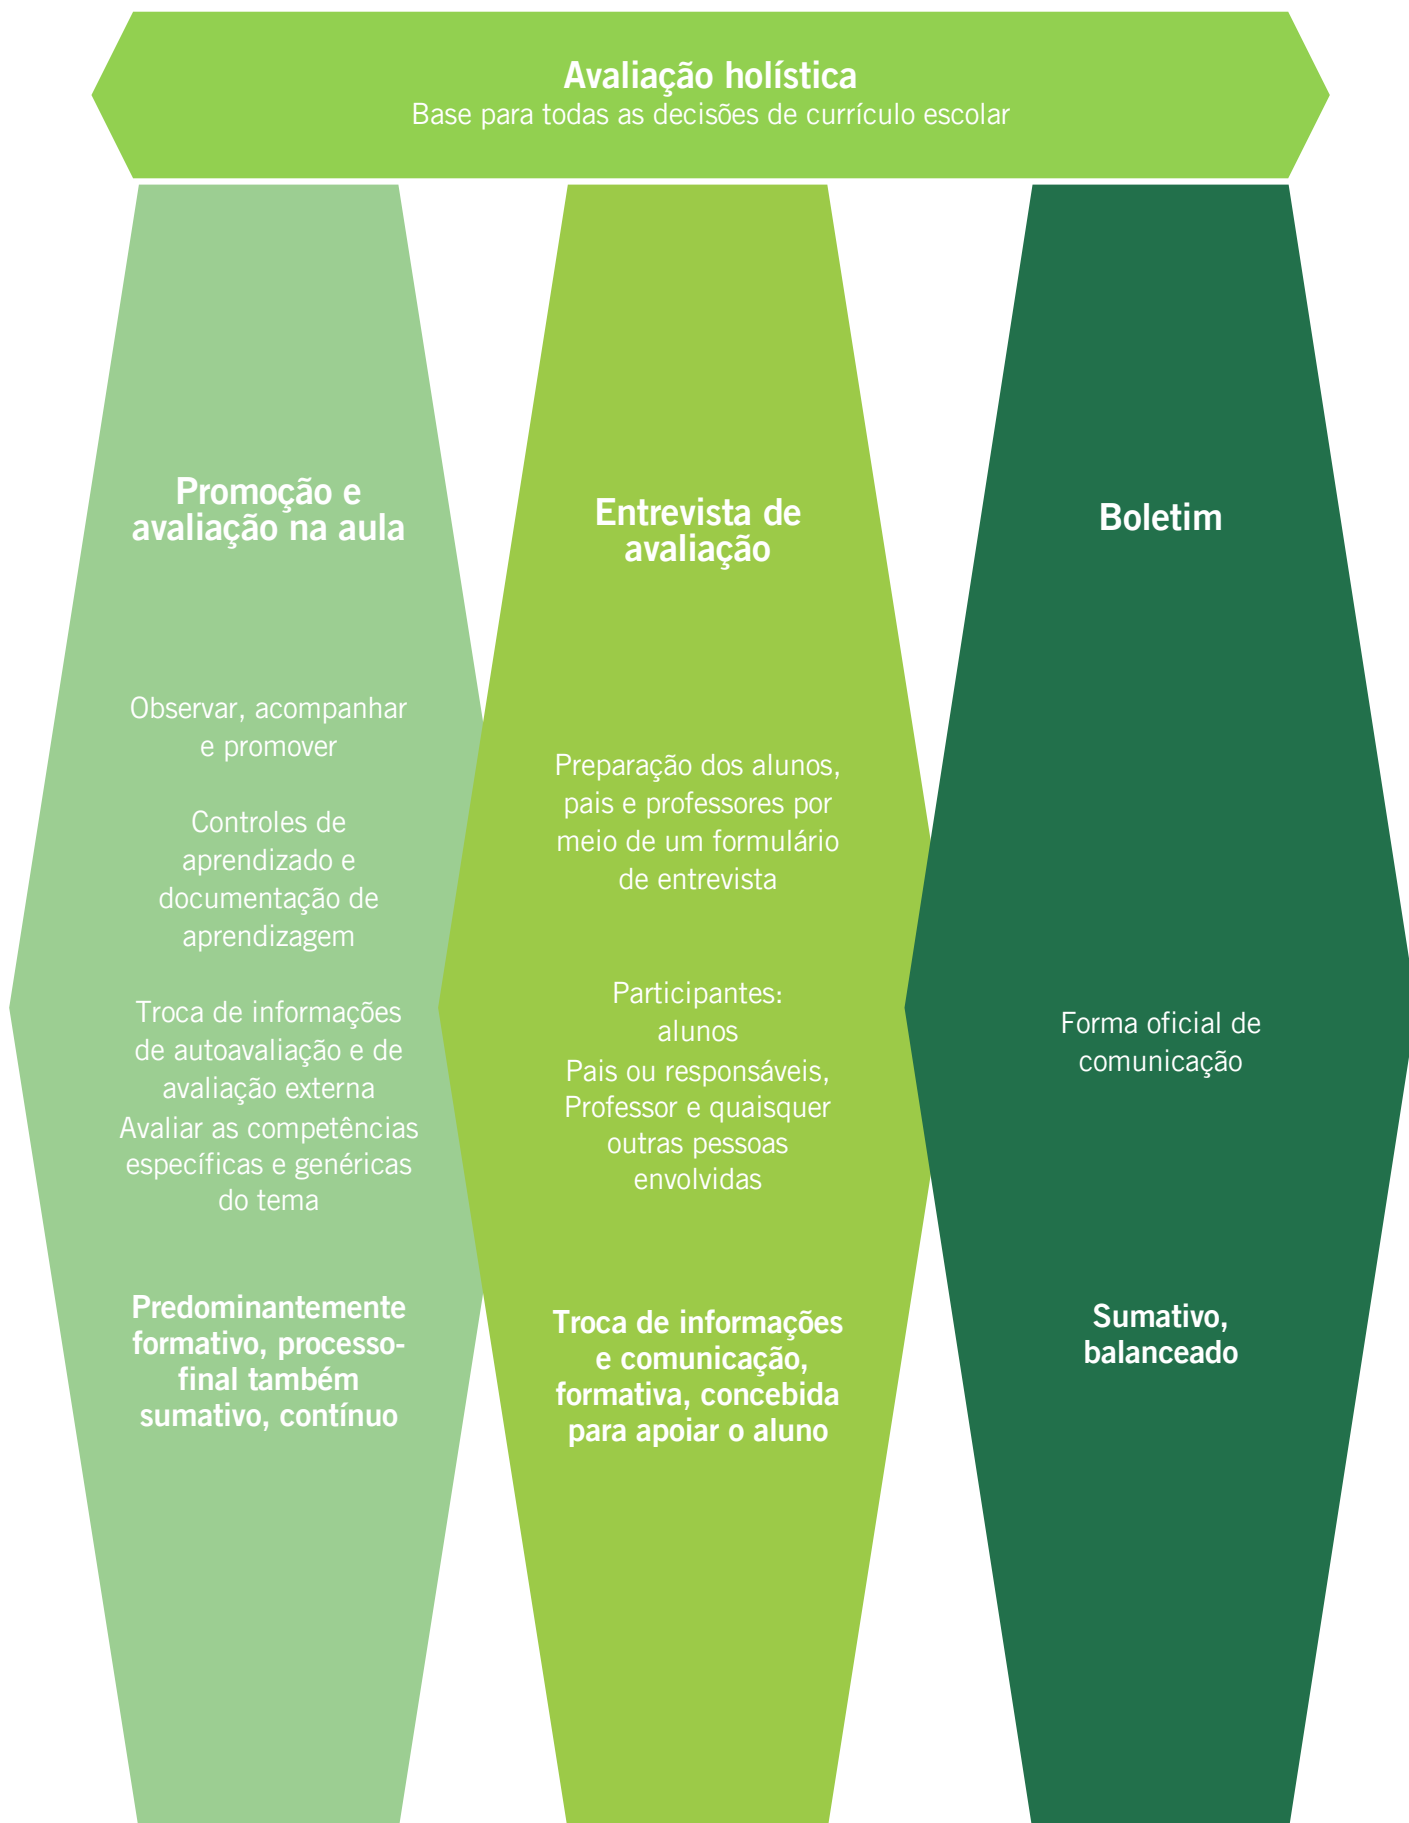 Avaliação holística
Base para todas as decisões de currículo escolar
Promoção e
avaliação na aula
Observar, acompanhar
e promover
Controles de
aprendizado e
documentação de
aprendizagem
Troca de informações
de autoavaliação e de
avaliação externa
Avaliar as competências
específicas e genéricas
do tema
Predominantemente
formativo, processo-
final também
sumativo, contínuo
Entrevista de
avaliação
Preparação dos alunos,
pais e professores por
meio de um formulário
de entrevista
Participantes:
alunos
Pais ou responsáveis,
Professor e quaisquer
outras pessoas
envolvidas
Troca de informações
e comunicação,
formativa, concebida
para apoiar o aluno
Boletim
Forma oficial de
comunicação
Sumativo,
balanceado